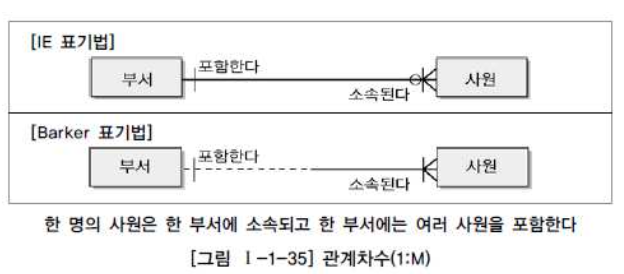 [IE 표기법]
부서 포함한다 소속된다 사원
[Barker 표기법]
부서 포함한다 소속된다 사원
한 명의 사원은 한 부서에 소속되고 한 부서에는 여러 사원을 포함한다
[그림 Ⅰ-1-35] 관계차수(1:M)